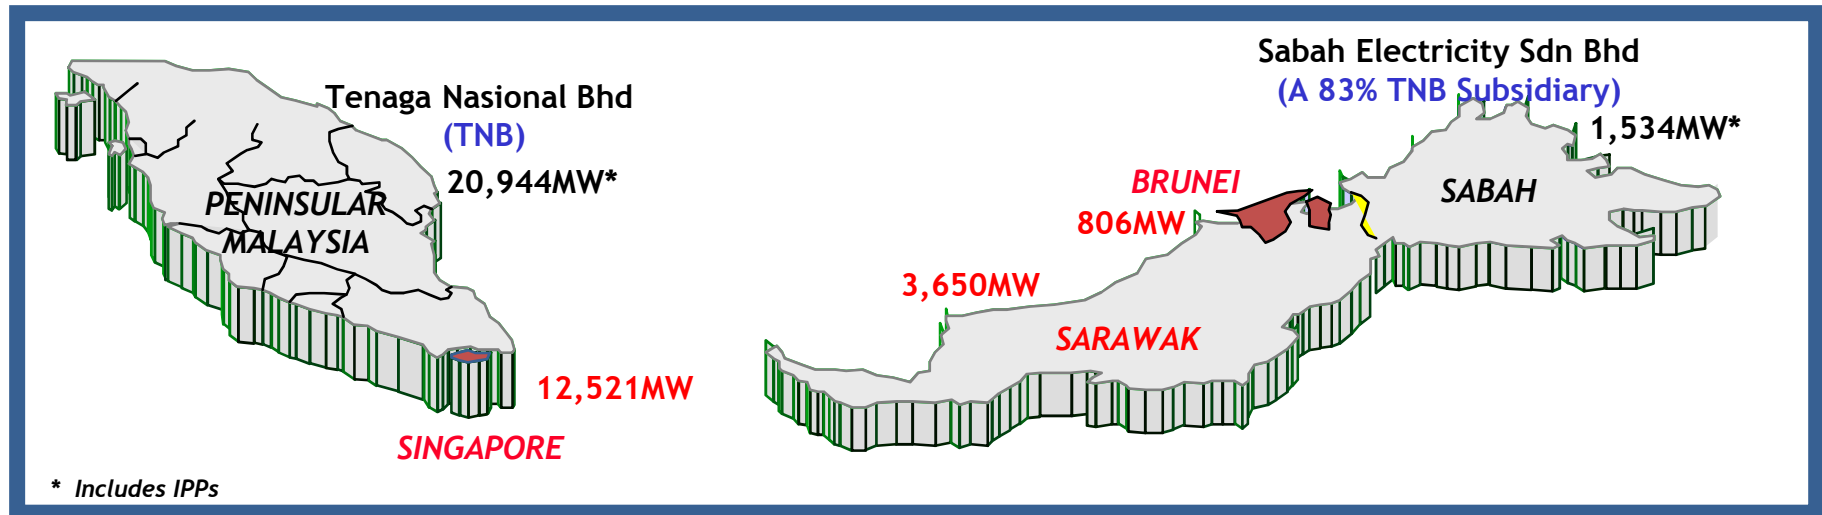 Tenaga Nasional Bhd
(TNB)
20,944MW*
PENINSULAR
MALAYSIA
12,521MW
SINGAPORE
* Includes IPPs
Sabah Electricity Sdn Bhd
(A 83% TNB Subsidiary)
1,534MW*
BRUNEI
806MW
SABAH
3,650MW
SARAWAK